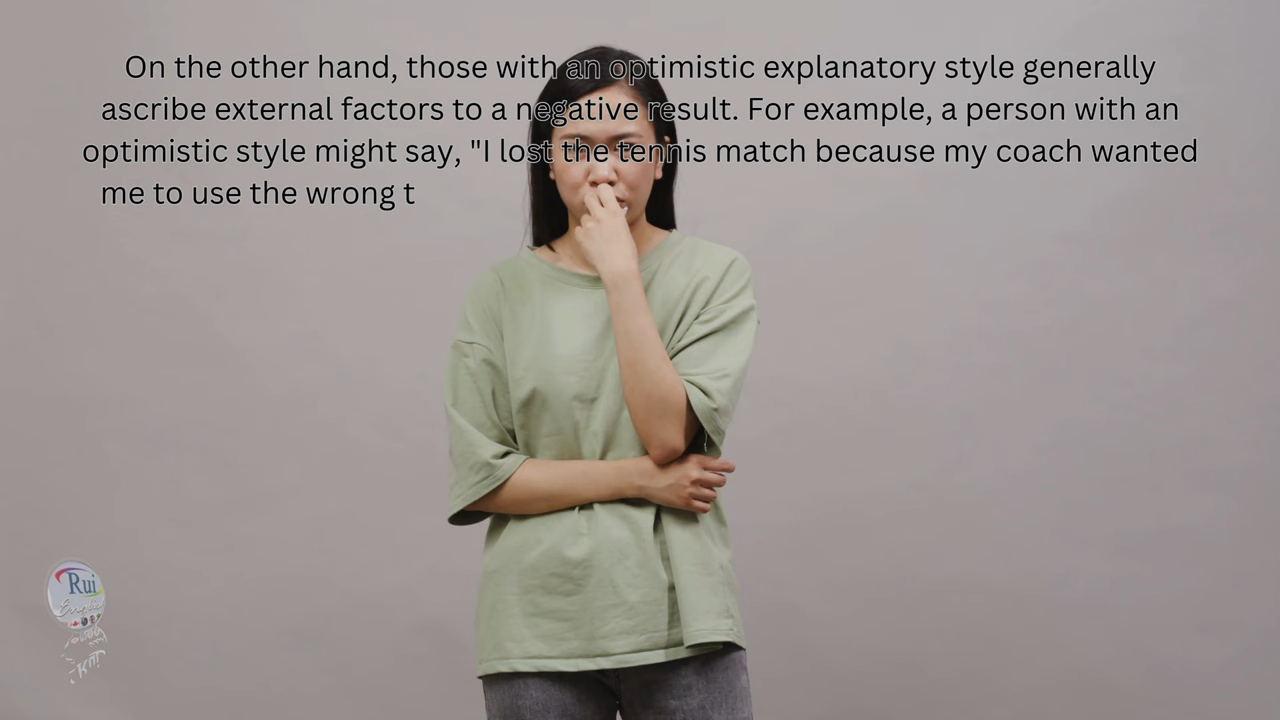 On the other hand, those with an optimistic explanatory style generally
ascribe external factors to a negative result. For example, a person with an
optimistic style might say, "I lost the tennis match because my coach wanted
me to use the wrong t
Rui